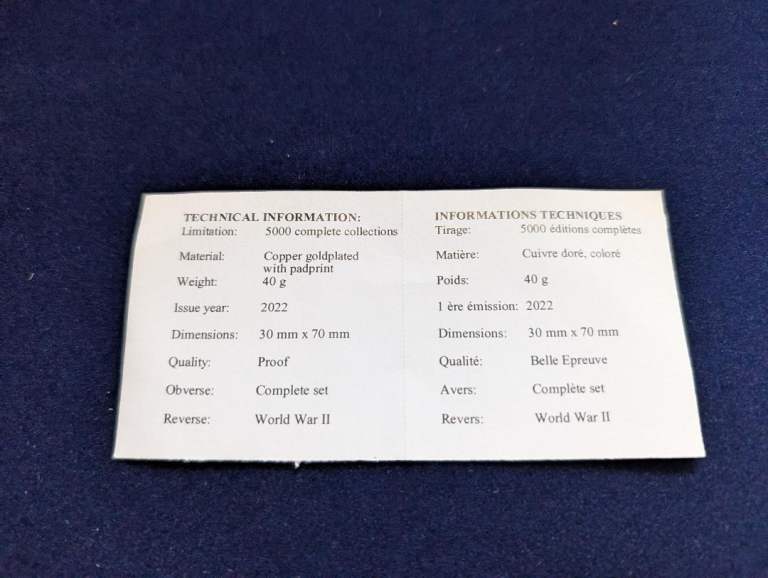 TECHNICAL INFORMATION:
Limitation: 5000 complete collections
Material: Copper goldplated
with padprint
Weight: 40 g
Issue year: 2022
Dimensions: 30 mm x 70 mm
Quality: Proof
Obverse: Complete set
Reverse: World War II
INFORMATIONS TECHNIQUES
Tirage: 5000 éditions complètes
Matière: Cuivre doré, coloré
Poids: 40 g
1 ère émission: 2022
Dimensions: 30 mm x 70 mm
Qualité: Belle Epreuve
Avers: Complète set
Revers: World War II